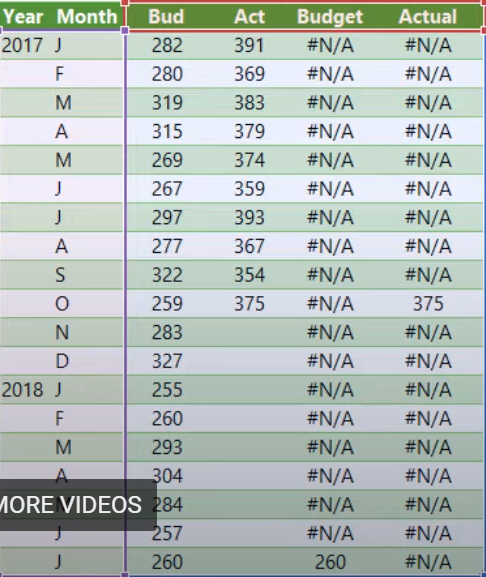 Year Month Bud Act Budget Actual
2017 J 282 391 #N/A #N/A
F 280 369 #N/A #N/A
M 319 383 #N/A #N/A
A 315 379 #N/A #N/A
M 269 374 #N/A #N/A
J 267 359 #N/A #N/A
J 297 393 #N/A #N/A
A 277 367 #N/A #N/A
S 322 354 #N/A #N/A
O 259 375 #N/A 375
N 283 #N/A #N/A
D 327 #N/A #N/A
2018 J 255 #N/A #N/A
F 260 #N/A #N/A
M 293 #N/A #N/A
A 304 #N/A #N/A
MORE VIDEOS 284 #N/A #N/A
J 257 #N/A #N/A
J 260 260 #N/A